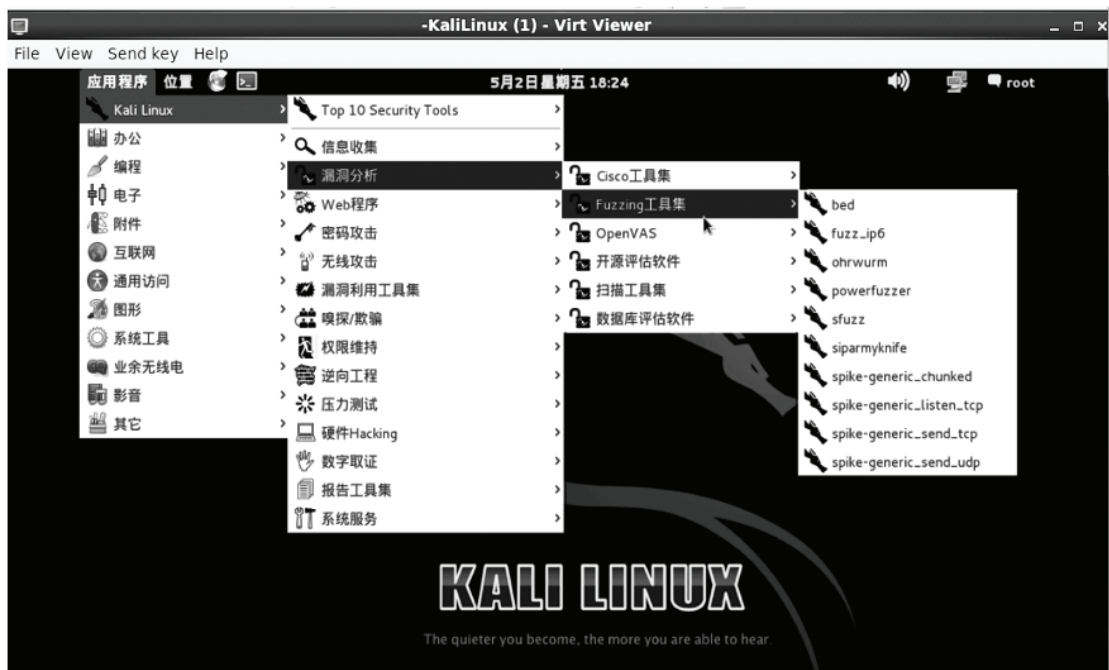 -KaliLinux (1) - Virt Viewer
File View Send key Help
应用程序 位置 5月2日星期五 18:24 root
Kali Linux
办公
编程
电子
附件
互联网
通用访问
图形
系统工具
业余无线电
影音
其它
Top 10 Security Tools
信息收集
漏洞分析
Web程序
密码攻击
无线攻击
漏洞利用工具集
嗅探/欺骗
权限维持
逆向工程
压力测试
硬件Hacking
数字取证
报告工具集
系统服务
Cisco工具集
Fuzzing工具集
OpenVAS
开源评估软件
扫描工具集
数据库评估软件
bed
fuzz_ip6
ohrwurm
powerfuzzer
sfuzz
siparmyknife
spike-generic_chunked
spike-generic_listen_tcp
spike-generic_send_tcp
spike-generic_send_udp
KALI LINUX
The quieter you become, the more you are able to hear.